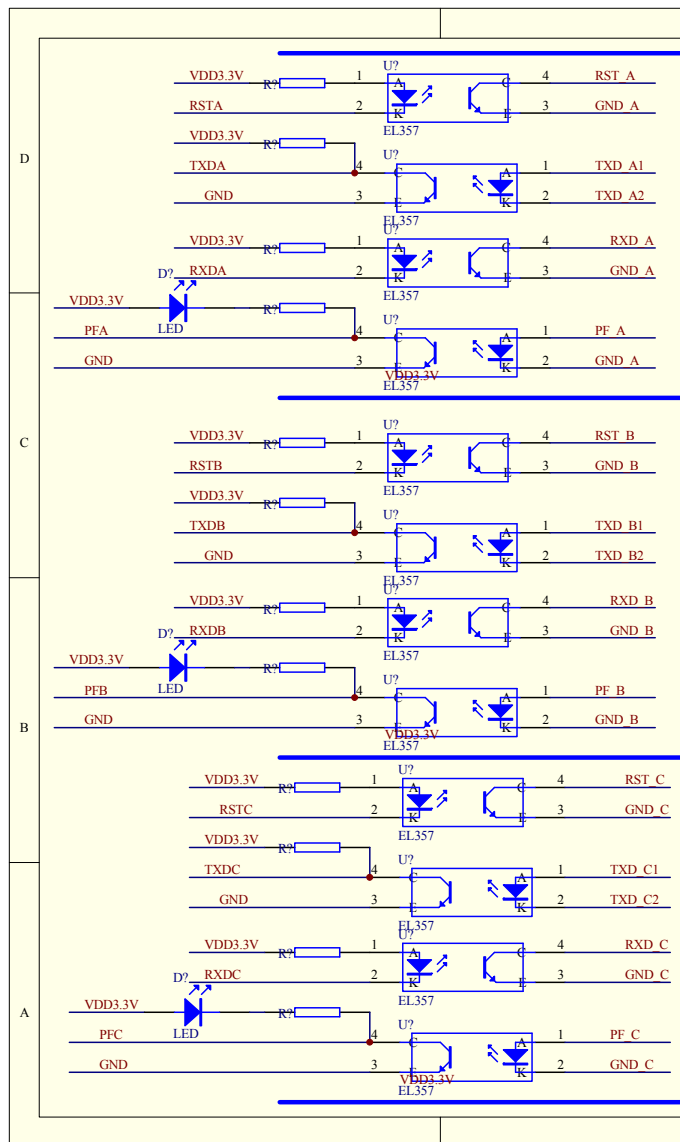 U?
VDD3.3V R? 1 A C 4 RST_A
RSTA 2 K E 3 GND_A
EL357
VDD3.3V R? U?
D TXDA 4 C A 1 TXD_A1
GND 3 E K 2 TXD_A2
EL357
U?
VDD3.3V R? 1 A C 4 RXD_A
D? RXDA 2 K E 3 GND_A
EL357
VDD3.3V LED R? U?
PFA 4 C A 1 PF_A
GND 3 E K 2 GND_A
VDD3.3V
EL357
U?
C VDD3.3V R? 1 A C 4 RST_B
RSTB 2 K E 3 GND_B
EL357
VDD3.3V R? U?
TXDB 4 C A 1 TXD_B1
GND 3 E K 2 TXD_B2
EL357
U?
VDD3.3V R? 1 A C 4 RXD_B
D? RXDB 2 K E 3 GND_B
EL357
VDD3.3V LED R? U?
PFB 4 C A 1 PF_B
B GND 3 E K 2 GND_B
VDD3.3V
EL357
U?
VDD3.3V R? 1 A C 4 RST_C
RSTC 2 K E 3 GND_C
EL357
VDD3.3V R? U?
TXDC 4 C A 1 TXD_C1
GND 3 E K 2 TXD_C2
EL357
U?
VDD3.3V R? 1 A C 4 RXD_C
D? RXDC 2 K E 3 GND_C
EL357
A VDD3.3V LED R? U?
PFC 4 C A 1 PF_C
GND 3 E K 2 GND_C
VDD3.3V
EL357